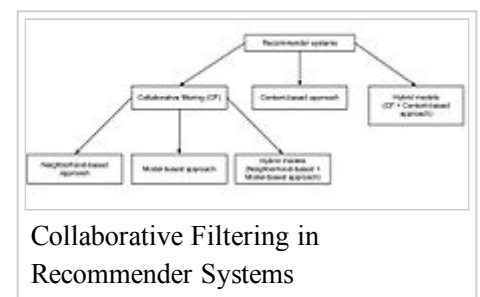 Recommender systems
Collaborative filtering (CF)
Content-based approach
Hybrid models
(CF + Content-based
approach)
Neighborhood-based
approach
Model-based approach
Hybrid models
(Neighborhood-based +
Model-based approach)
Collaborative Filtering in
Recommender Systems